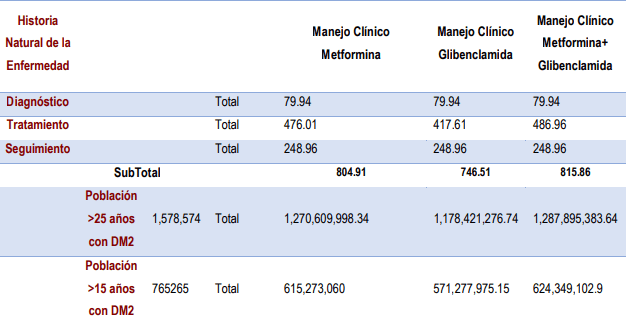 Historia Natural de la Enfermedad Manejo Clínico Metformina Manejo Clínico Glibenclamida Manejo Clínico Metformina+ Glibenclamida
Diagnóstico Total 79.94 79.94 79.94
Tratamiento Total 476.01 417.61 486.96
Seguimiento Total 248.96 248.96 248.96
SubTotal 804.91 746.51 815.86
Población >25 años con DM2 1,578,574 Total 1,270,609,998.34 1,178,421,276.74 1,287,895,383.64
Población >15 años con DM2 765265 Total 615,273,060 571,277,975.15 624,349,102.9